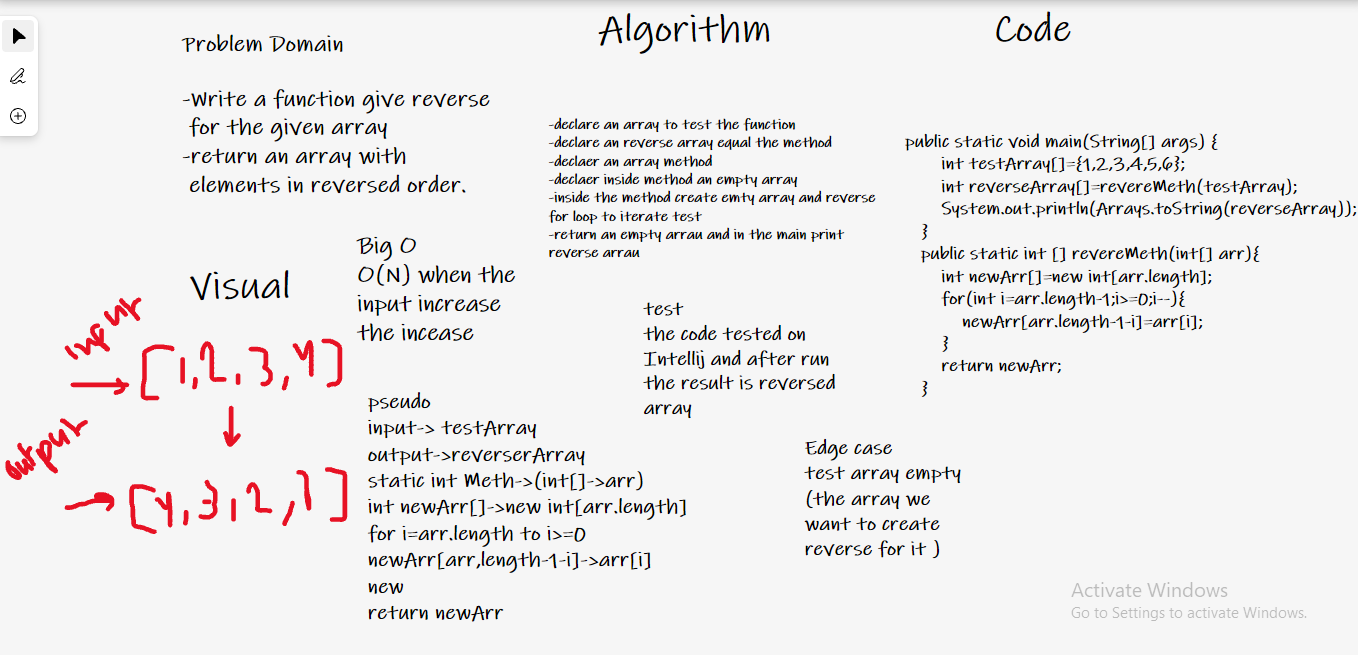 Problem Domain
-Write a function give reverse
for the given array
-return an array with
elements in reversed order.
Algorithm
-declare an array to test the function
-declare an reverse array equal the method
-declaer an array method
-declaer inside method an empty array
-inside the method create emty array and reverse
for loop to iterate test
-return an empty arrau and in the main print
reverse arrau
Code
public static void main(String[] args) {
int testArray[]={1,2,3,4,5,6};
int reverseArray[]=revereMeth(testArray);
System.out.println(Arrays.toString(reverseArray));
}
public static int [] revereMeth(int[] arr){
int newArr[]=new int[arr.length];
for(int i=arr.length-1;i>=0;i--){
newArr[arr.length-1-i]=arr[i];
}
return newArr;
}
Visual
input
[1,2,3,4]
output
[4,3,2,1]
Big O
O(N) when the
input increase
the incease
test
the code tested on
Intellij and after run
the result is reversed
array
pseudo
input-> testArray
output->reverserArray
static int Meth->(int[]->arr)
int newArr[]->new int[arr.length]
for i=arr.length to i>=0
newArr[arr,length-1-i]->arr[i]
new
return newArr
Edge case
test array empty
(the array we
want to create
reverse for it )
Activate Windows
Go to Settings to activate Windows.